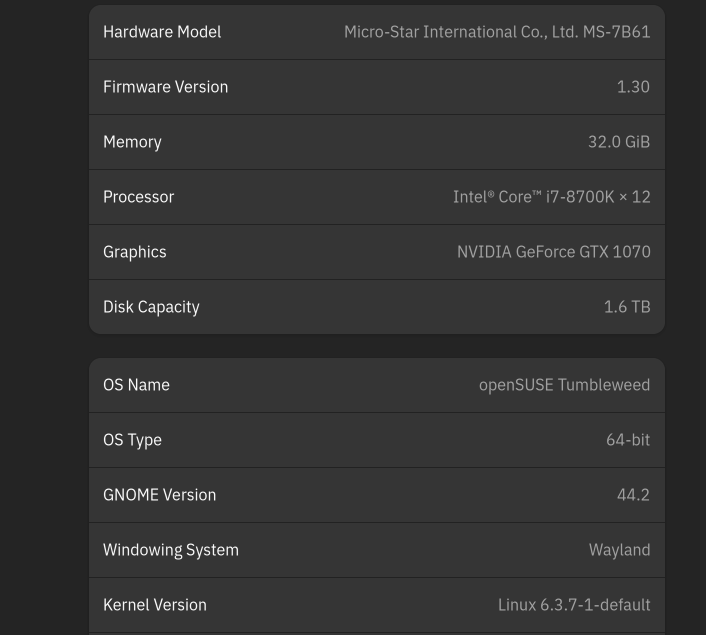 Hardware Model Micro-Star International Co., Ltd. MS-7B61
Firmware Version 1.30
Memory 32.0 GiB
Processor Intel® Core™ i7-8700K × 12
Graphics NVIDIA GeForce GTX 1070
Disk Capacity 1.6 TB
OS Name openSUSE Tumbleweed
OS Type 64-bit
GNOME Version 44.2
Windowing System Wayland
Kernel Version Linux 6.3.7-1-default